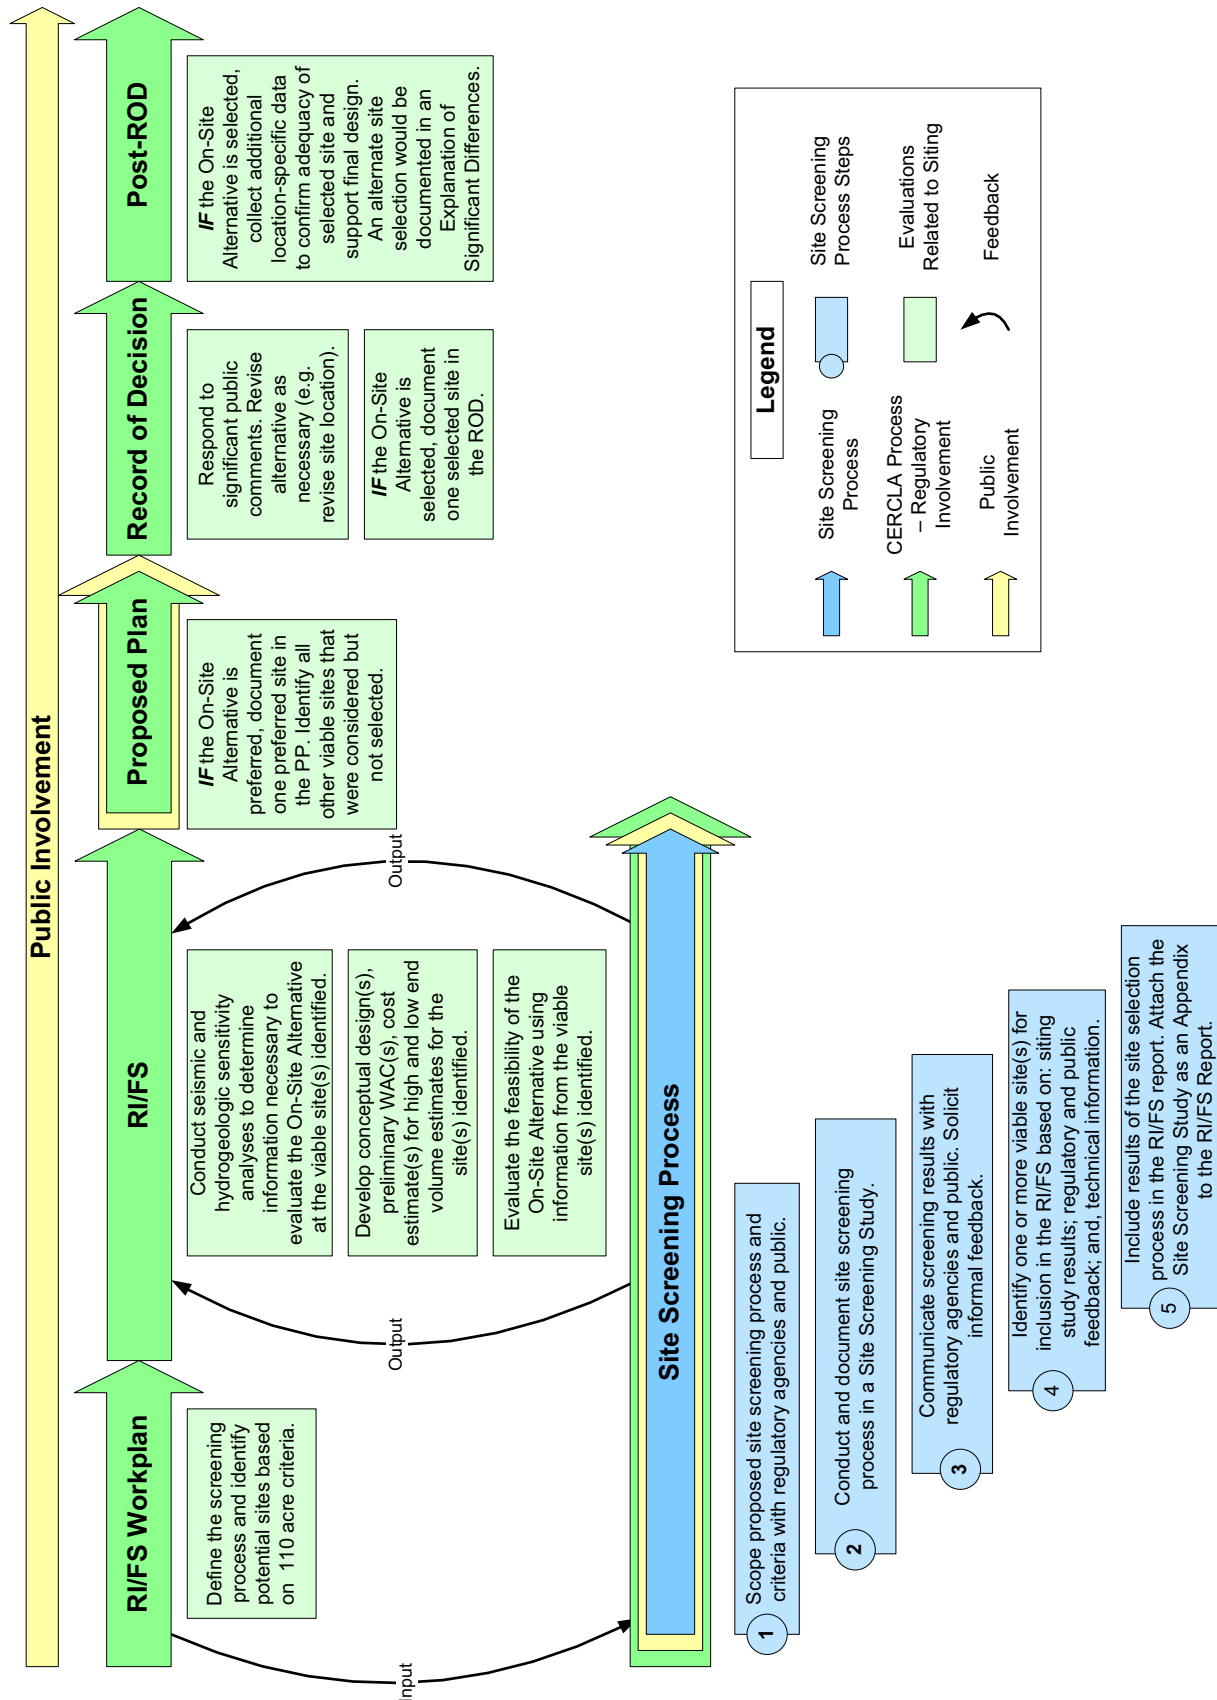 Public Involvement
RI/FS Workplan
RI/FS
Proposed Plan
Record of Decision
Post-ROD
Define the screening
process and identify
potential sites based
on 110 acre criteria.
Conduct seismic and
hydrogeologic sensitivity
analyses to determine
information necessary to
evaluate the On-Site Alternative
at the viable site(s) identified.
Develop conceptual design(s),
preliminary WAC(s), cost
estimate(s) for high and low end
volume estimates for the
site(s) identified.
Evaluate the feasibility of the
On-Site Alternative using
information from the viable
site(s) identified.
IF the On-Site
Alternative is
preferred, document
one preferred site in
the PP. Identify all
other viable sites that
were considered but
not selected.
Respond to
significant public
comments. Revise
alternative as
necessary (e.g.
revise site location).
IF the On-Site
Alternative is
selected, document
one selected site in
the ROD.
IF the On-Site
Alternative is selected,
collect additional
location-specific data
to confirm adequacy of
selected site and
support final design.
An alternate site
selection would be
documented in an
Explanation of
Significant Differences.
Input
Output
Output
Site Screening Process
1
Scope proposed site screening process and
criteria with regulatory agencies and public.
2
Conduct and document site screening
process in a Site Screening Study.
3
Communicate screening results with
regulatory agencies and public. Solicit
informal feedback.
4
Identify one or more viable site(s) for
inclusion in the RI/FS based on: siting
study results; regulatory and public
feedback; and, technical information.
5
Include results of the site selection
process in the RI/FS report. Attach the
Site Screening Study as an Appendix
to the RI/FS Report.
Legend
Site Screening
Process
Site Screening
Process Steps
CERCLA Process
– Regulatory
Involvement
Evaluations
Related to Siting
Public
Involvement
Feedback